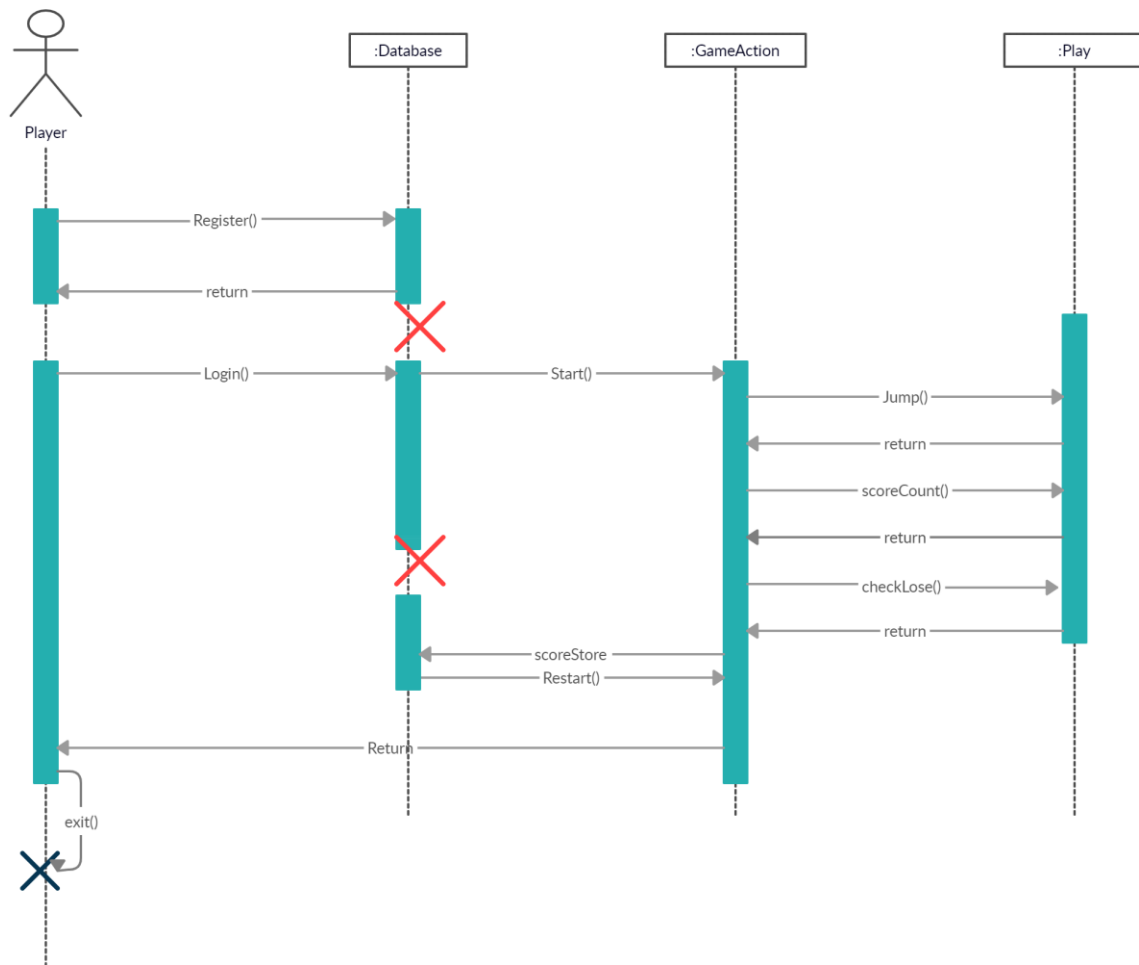 :Database
:GameAction
:Play
Player
Register()
return
Login()
Start()
Jump()
return
scoreCount()
return
checkLose()
return
scoreStore
Restart()
Return
exit()